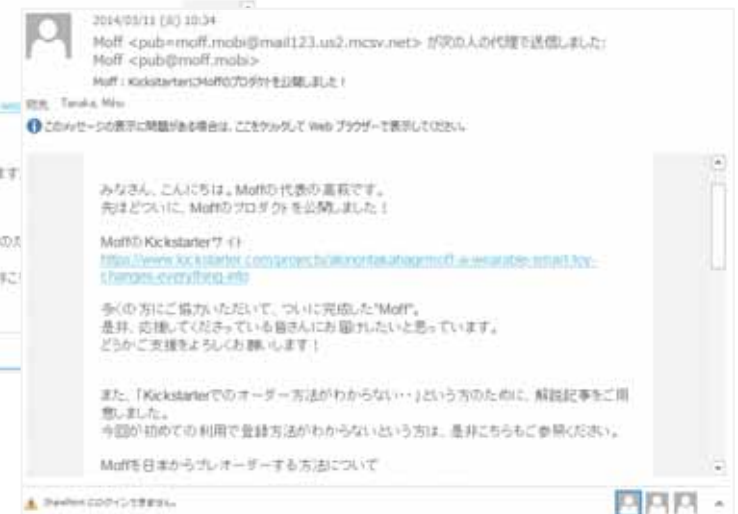 2014/03/11 (火) 10:34
Moff <pub=moff.mobi@mail123.us2.mcsv.net> が次の人の代理で送信しました:
Moff <pub@moff.mobi>
Moff : KickstarterにMoffのプロダクトを公開しました！
宛先 Tanaka, Miho
このメッセージの表示に問題がある場合は、ここをクリックして Web ブラウザーで表示してください。
みなさん、こんにちは。Moffの代表の高萩です。
先ほどついに、Moffのプロダクトを公開しました！
MoffのKickstarterサイト
https://www.kickstarter.com/projects/akinoritakahagi/moff-a-wearable-smart-toy-
changes-everything-into
多くの方にご協力いただいて、ついに完成した"Moff"。
是非、応援してくださっている皆さんにお届けしたいと思っています。
どうかご支援をよろしくお願いします！
また、「Kickstarterでのオーダー方法がわからない・・」という方のために、解説記事をご用
意しました。
今回が初めての利用で登録方法がわからないという方は、是非こちらもご参照ください。
Moffを日本からプレオーダーする方法について
ログインできません。